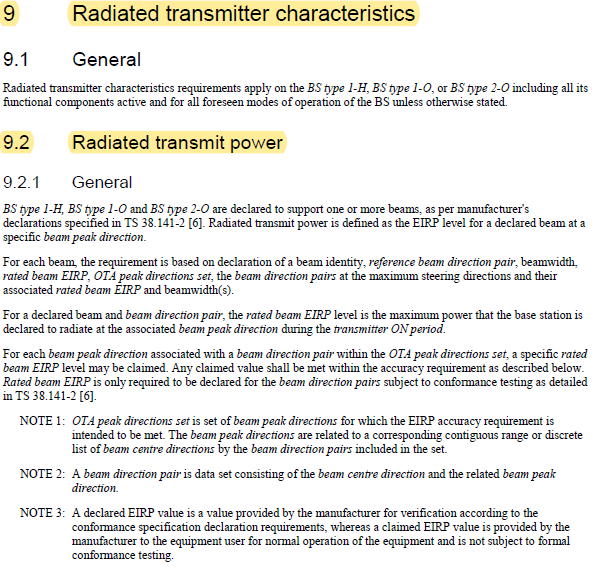 9 Radiated transmitter characteristics
9.1 General
Radiated transmitter characteristics requirements apply on the BS type 1-H, BS type 1-O, or BS type 2-O including all its
functional components active and for all foreseen modes of operation of the BS unless otherwise stated.
9.2 Radiated transmit power
9.2.1 General
BS type 1-H, BS type 1-O and BS type 2-O are declared to support one or more beams, as per manufacturer's
declarations specified in TS 38.141-2 [6]. Radiated transmit power is defined as the EIRP level for a declared beam at a
specific beam peak direction.
For each beam, the requirement is based on declaration of a beam identity, reference beam direction pair, beamwidth,
rated beam EIRP, OTA peak directions set, the beam direction pairs at the maximum steering directions and their
associated rated beam EIRP and beamwidth(s).
For a declared beam and beam direction pair, the rated beam EIRP level is the maximum power that the base station is
declared to radiate at the associated beam peak direction during the transmitter ON period.
For each beam peak direction associated with a beam direction pair within the OTA peak directions set, a specific rated
beam EIRP level may be claimed. Any claimed value shall be met within the accuracy requirement as described below.
Rated beam EIRP is only required to be declared for the beam direction pairs subject to conformance testing as detailed
in TS 38.141-2 [6].
NOTE 1: OTA peak directions set is set of beam peak directions for which the EIRP accuracy requirement is
intended to be met. The beam peak directions are related to a corresponding contiguous range or discrete
list of beam centre directions by the beam direction pairs included in the set.
NOTE 2: A beam direction pair is data set consisting of the beam centre direction and the related beam peak
direction.
NOTE 3: A declared EIRP value is a value provided by the manufacturer for verification according to the
conformance specification declaration requirements, whereas a claimed EIRP value is provided by the
manufacturer to the equipment user for normal operation of the equipment and is not subject to formal
conformance testing.